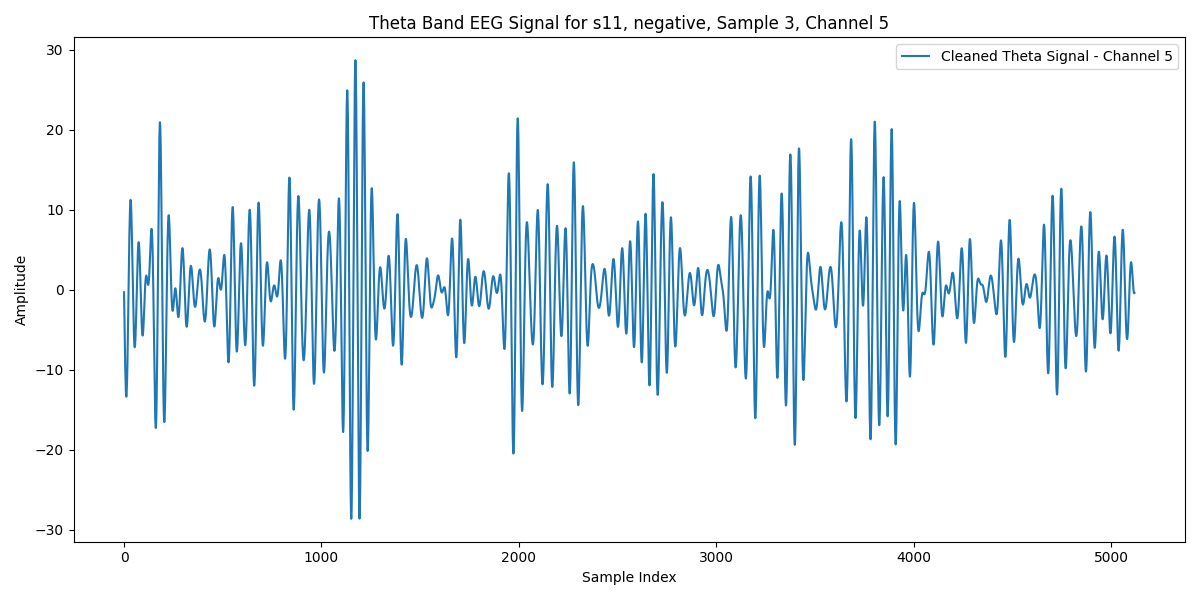 Theta Band EEG Signal for s11, negative, Sample 3, Channel 5
Cleaned Theta Signal - Channel 5
30
20
10
0
−10
−20
−30
Amplitude
0 1000 2000 3000 4000 5000
Sample Index